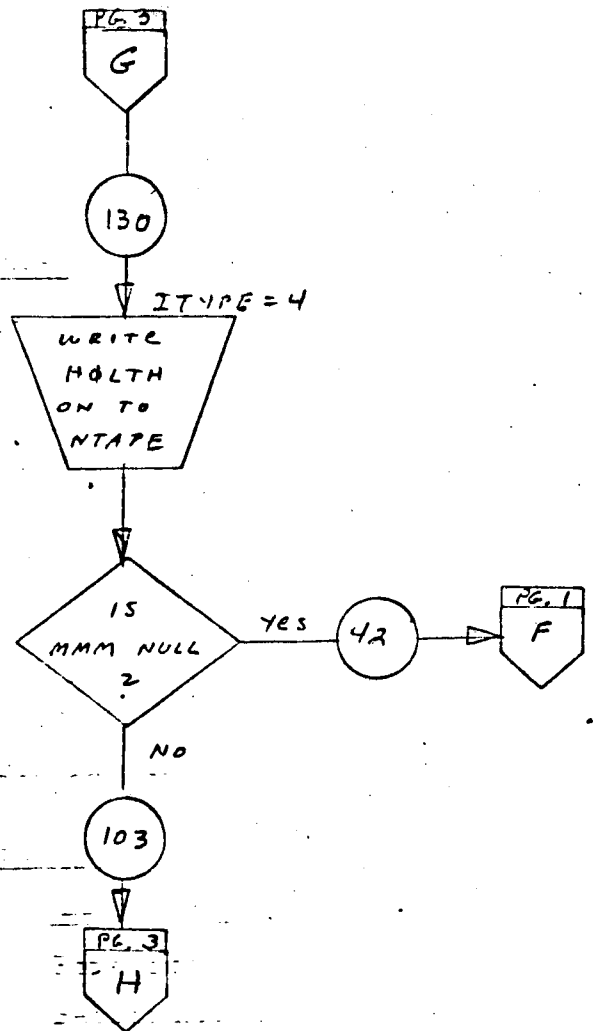 PG. 3
G
130
ITYPE = 4
WRITE
HØLTH
ON TO
NTAPE
IS
MMM NULL
?
Yes
42
PG. 1
F
NO
103
PG. 3
H